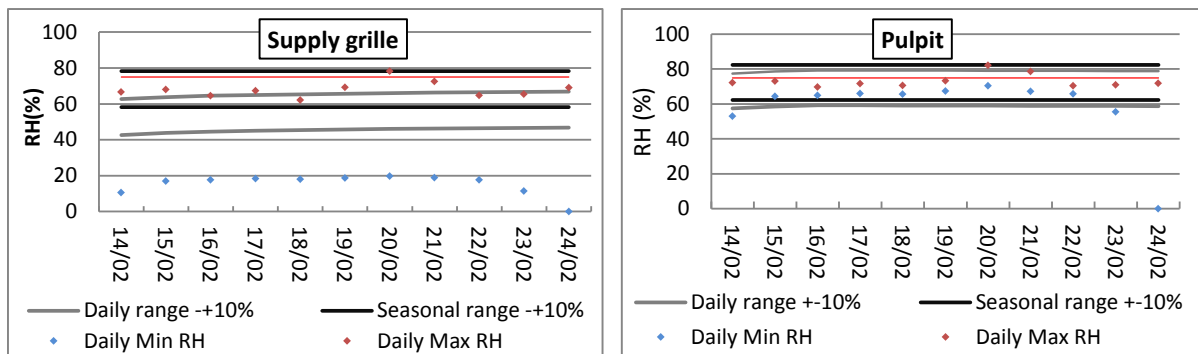 Supply grille
RH(%)
100
80
60
40
20
0
14/02
15/02
16/02
17/02
18/02
19/02
20/02
21/02
22/02
23/02
24/02
Daily range -+10%
Seasonal range -+10%
Daily Min RH
Daily Max RH
Pulpit
RH (%)
100
80
60
40
20
0
14/02
15/02
16/02
17/02
18/02
19/02
20/02
21/02
22/02
23/02
24/02
Daily range +-10%
Seasonal range +-10%
Daily Min RH
Daily Max RH